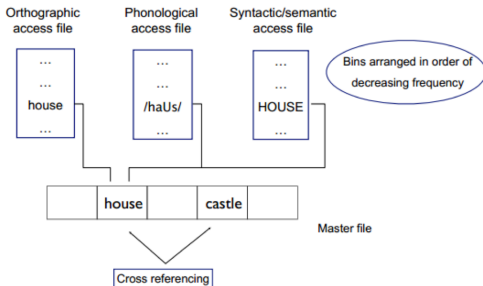 Orthographic
access file
Phonological
access file
Syntactic/semantic
access file
...
...
house
...
...
...
/haUs/
...
...
...
HOUSE
...
Bins arranged in order of
decreasing frequency
house
castle
Master file
Cross referencing